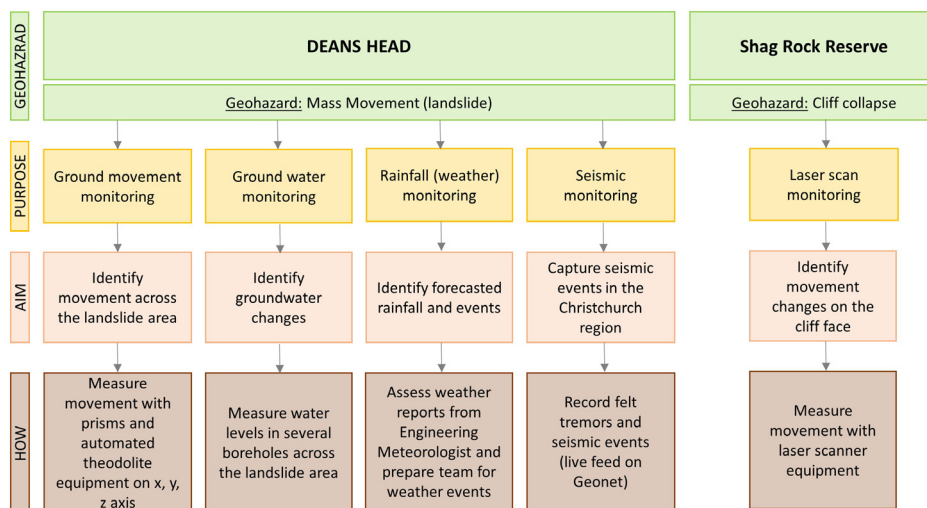 GEOHAZRAD
DEANS HEAD
Shag Rock Reserve
Geohazard: Mass Movement (landslide)
Geohazard: Cliff collapse
PURPOSE
Ground movement
monitoring
Ground water
monitoring
Rainfall (weather)
monitoring
Seismic
monitoring
Laser scan
monitoring
AIM
Identify
movement across
the landslide area
Identify
groundwater
changes
Identify forecasted
rainfall and events
Capture seismic
events in the
Christchurch
region
Identify
movement
changes on the
cliff face
HOW
Measure
movement with
prisms and
automated
theodolite
equipment on x, y,
z axis
Measure water
levels in several
boreholes across
the landslide area
Assess weather
reports from
Engineering
Meteorologist and
prepare team for
weather events
Record felt
tremors and
seismic events
(live feed on
Geonet)
Measure
movement with
laser scanner
equipment